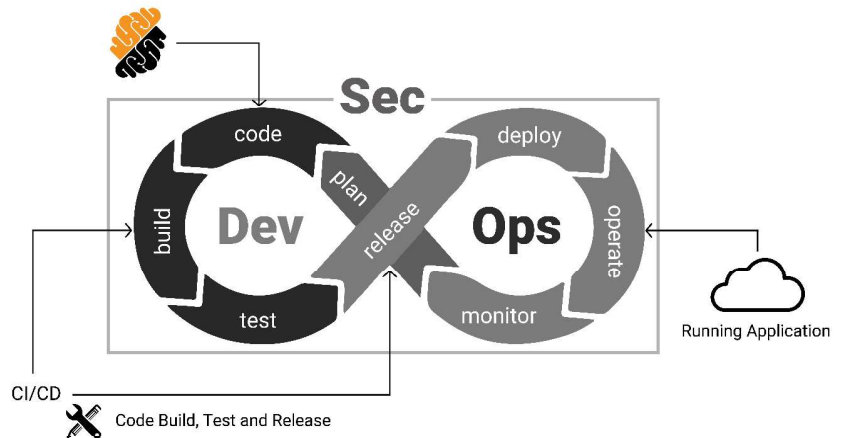 Sec
code
deploy
plan
build
Dev
release
Ops
operate
test
monitor
Running Application
CI/CD
Code Build, Test and Release